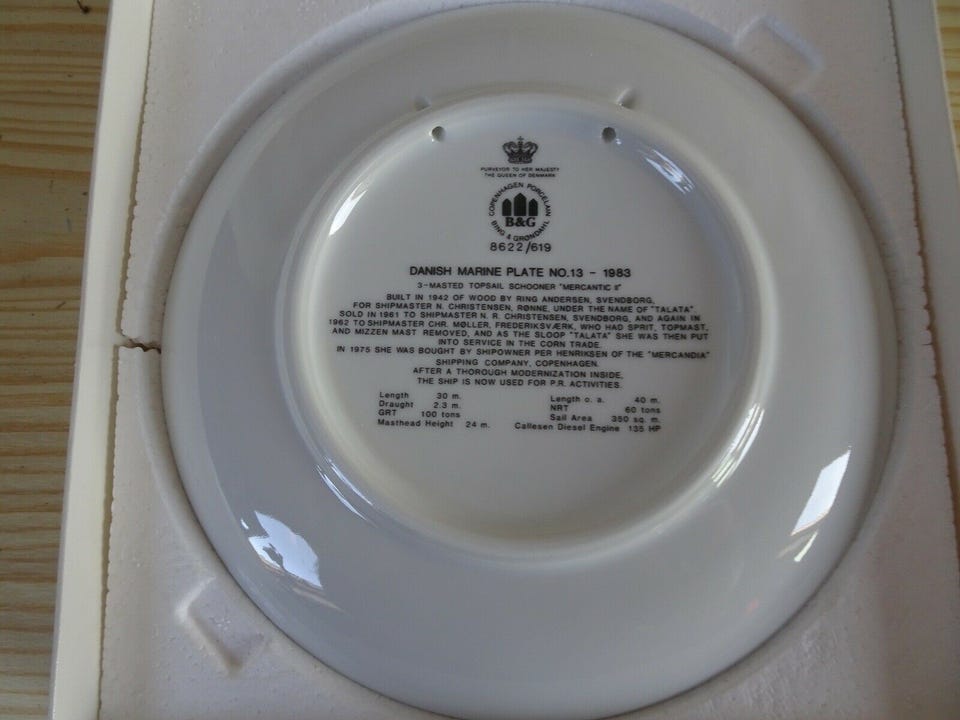 PURVEYOR TO HER MAJESTY
THE QUEEN OF DENMARK
COPENHAGEN PORCELAIN
B&G
BING & GRØNDAHL
8622/619
DANISH MARINE PLATE NO.13 - 1983
3-MASTED TOPSAIL SCHOONER "MERCANTIC II"
BUILT IN 1942 OF WOOD BY RING ANDERSEN, SVENDBORG,
FOR SHIPMASTER N. CHRISTENSEN, RØNNE, UNDER THE NAME OF "TALATA".
SOLD IN 1961 TO SHIPMASTER N. R. CHRISTENSEN, SVENDBORG, AND AGAIN IN
1962 TO SHIPMASTER CHR. MØLLER, FREDERIKSVÆRK, WHO HAD SPRIT, TOPMAST,
AND MIZZEN MAST REMOVED, AND AS THE SLOOP "TALATA" SHE WAS THEN PUT
INTO SERVICE IN THE CORN TRADE.
IN 1975 SHE WAS BOUGHT BY SHIPOWNER PER HENRIKSEN OF THE "MERCANDIA"
SHIPPING COMPANY, COPENHAGEN.
AFTER A THOROUGH MODERNIZATION INSIDE,
THE SHIP IS NOW USED FOR P.R. ACTIVITIES.
Length 30 m.
Draught 2.3 m.
GRT 100 tons
Masthead Height 24 m.
Length o. a. 40 m.
NRT 60 tons
Sail Area 350 sq. m.
Callesen Diesel Engine 135 HP